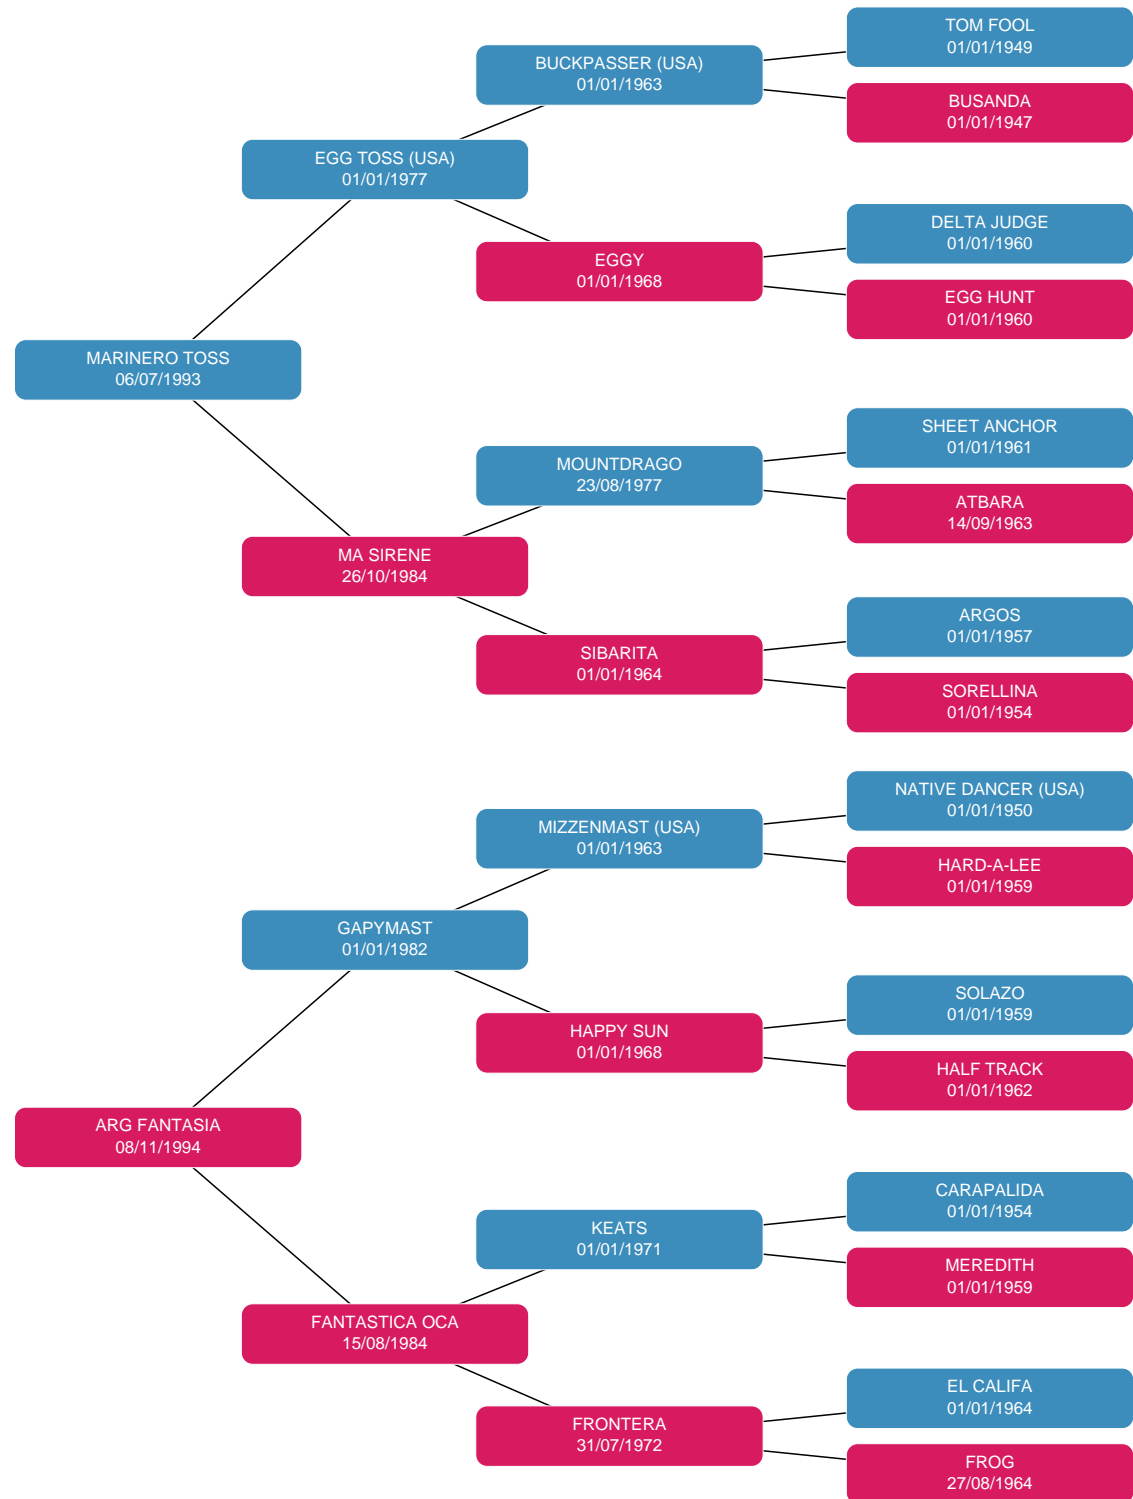 TOM FOOL
01/01/1949
BUCKPASSER (USA)
01/01/1963
BUSANDA
01/01/1947
EGG TOSS (USA)
01/01/1977
DELTA JUDGE
01/01/1960
EGGY
01/01/1968
EGG HUNT
01/01/1960
MARINERO TOSS
06/07/1993
SHEET ANCHOR
01/01/1961
MOUNTDRAGO
23/08/1977
ATBARA
14/09/1963
MA SIRENE
26/10/1984
ARGOS
01/01/1957
SIBARITA
01/01/1964
SORELLINA
01/01/1954
NATIVE DANCER (USA)
01/01/1950
MIZZENMAST (USA)
01/01/1963
HARD-A-LEE
01/01/1959
GAPYMAST
01/01/1982
SOLAZO
01/01/1959
HAPPY SUN
01/01/1968
HALF TRACK
01/01/1962
ARG FANTASIA
08/11/1994
CARAPALIDA
01/01/1954
KEATS
01/01/1971
MEREDITH
01/01/1959
FANTASTICA OCA
15/08/1984
EL CALIFA
01/01/1964
FRONTERA
31/07/1972
FROG
27/08/1964